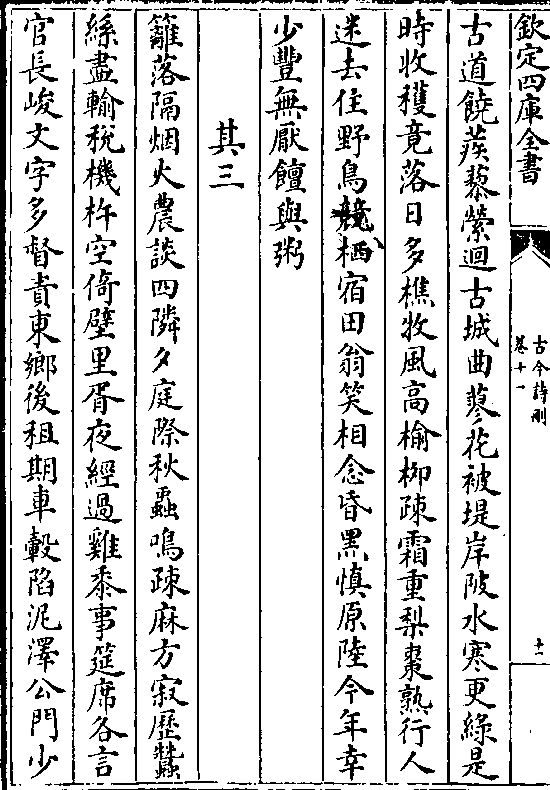 欽定四庫全書
古今詩刪
卷十一
十一
古道饒蒺藜縈迴古城曲蓼花被堤岸陂水寒更綠是
時收穫竟落日多樵牧風高榆柳疎霜重梨棗熟行人
迷去住野鳥競栖宿田翁笑相念昏黑慎原陸今年幸
少豐無厭饘與粥
其三
籬落隔烟火農談四隣夕庭際秋蟲鳴疎麻方寂歷蠶
絲盡輸稅機杼空倚壁里胥夜經過雞黍事筵席各言
官長峻文字多督責東鄉後租期車轂陷泥澤公門少